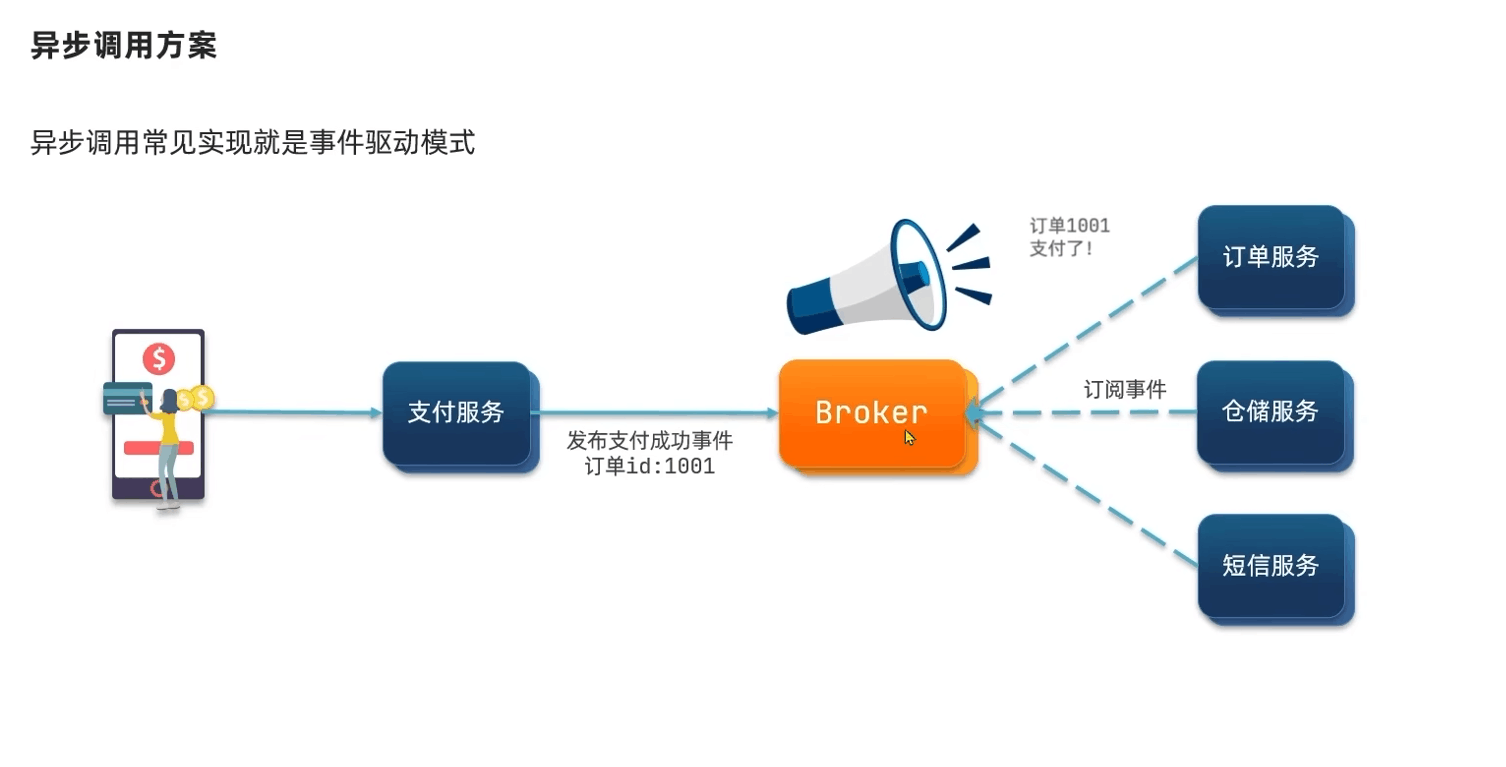 异步调用方案
异步调用常见实现就是事件驱动模式
订单1001
支付了!
订单服务
$
$
$
支付服务
发布支付成功事件
订单id:1001
Broker
订阅事件
仓储服务
短信服务